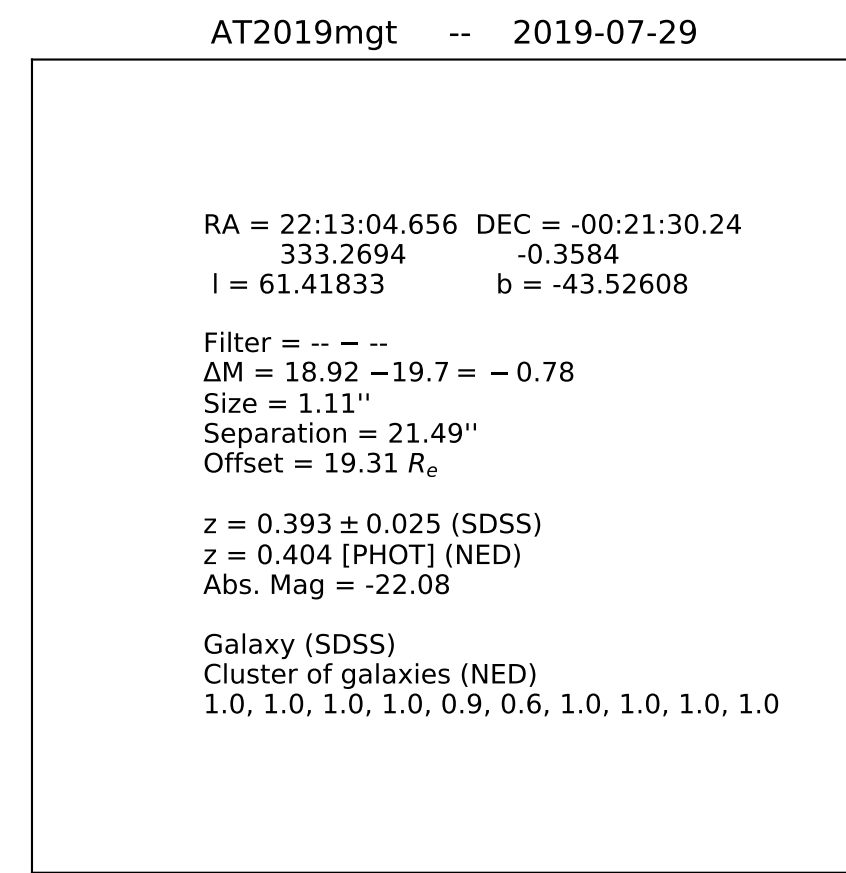 AT2019mgt -- 2019-07-29
RA = 22:13:04.656 DEC = -00:21:30.24
333.2694 -0.3584
l = 61.41833 b = -43.52608
Filter = -- − --
ΔM = 18.92 −19.7 = − 0.78
Size = 1.11''
Separation = 21.49''
Offset = 19.31 Rₑ
z = 0.393 ± 0.025 (SDSS)
z = 0.404 [PHOT] (NED)
Abs. Mag = -22.08
Galaxy (SDSS)
Cluster of galaxies (NED)
1.0, 1.0, 1.0, 1.0, 0.9, 0.6, 1.0, 1.0, 1.0, 1.0